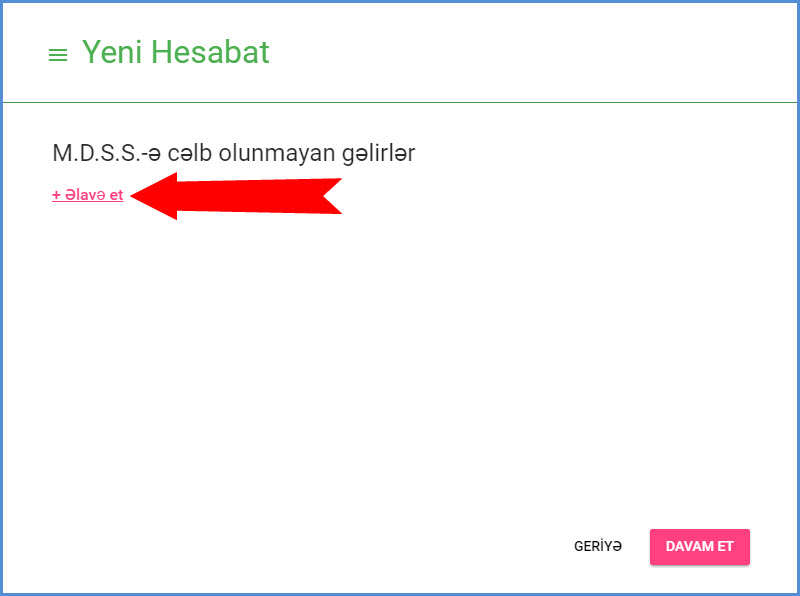 Yeni Hesabat
M.D.S.S.-ə cəlb olunmayan gəlirlər
+ Əlavə et
GERİYƏ
DAVAM ET